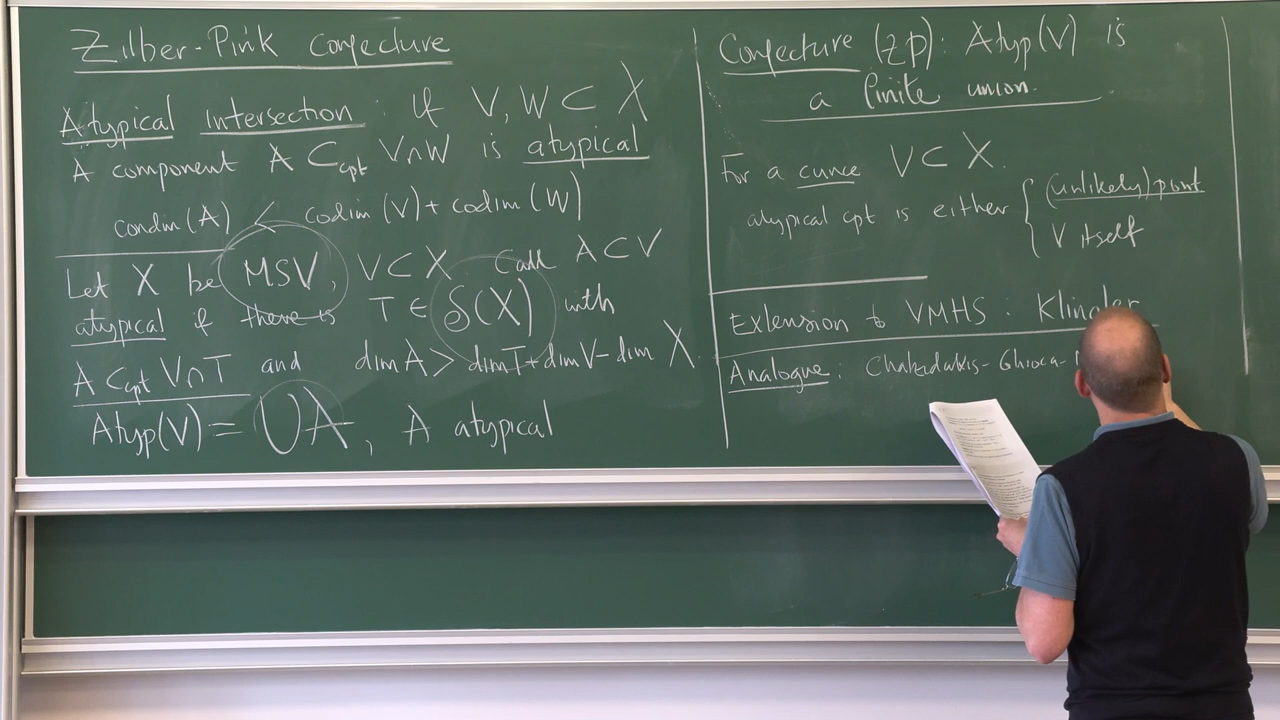 Zilber-Pink conjecture
Atypical intersection: If V, W ⊂ X
A component A ⊂cpt V∩W is atypical
condim(A) < codim(V) + codim(W)
Let X be MSV, V ⊂ X Call A ⊂ V
atypical if there is T ∈ S(X) with
A ⊂cpt V∩T and dim A > dim T + dim V - dim X
Atyp(V) = ∪A, A atypical
Conjecture (ZP): Atyp(V) is
a finite union.
For a curve V ⊂ X.
atypical cpt is either { (unlikely) point
V itself
Extension to VMHS: Klingler
Analogue: Chatzidakis-Ghioca-